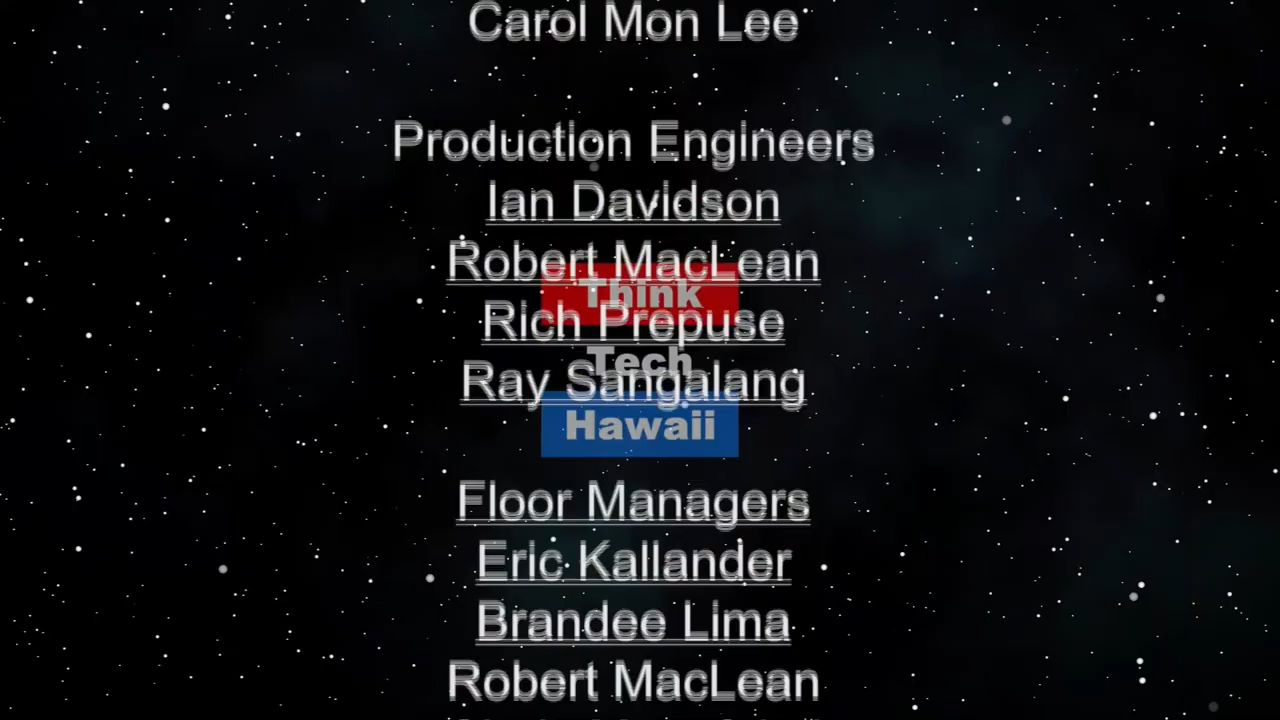 Carol Mon Lee
Production Engineers
Ian Davidson
Robert MacLean
Think
Rich Prepuse
Tech
Ray Sangalang
Hawaii
Floor Managers
Eric Kallander
Brandee Lima
Robert MacLean